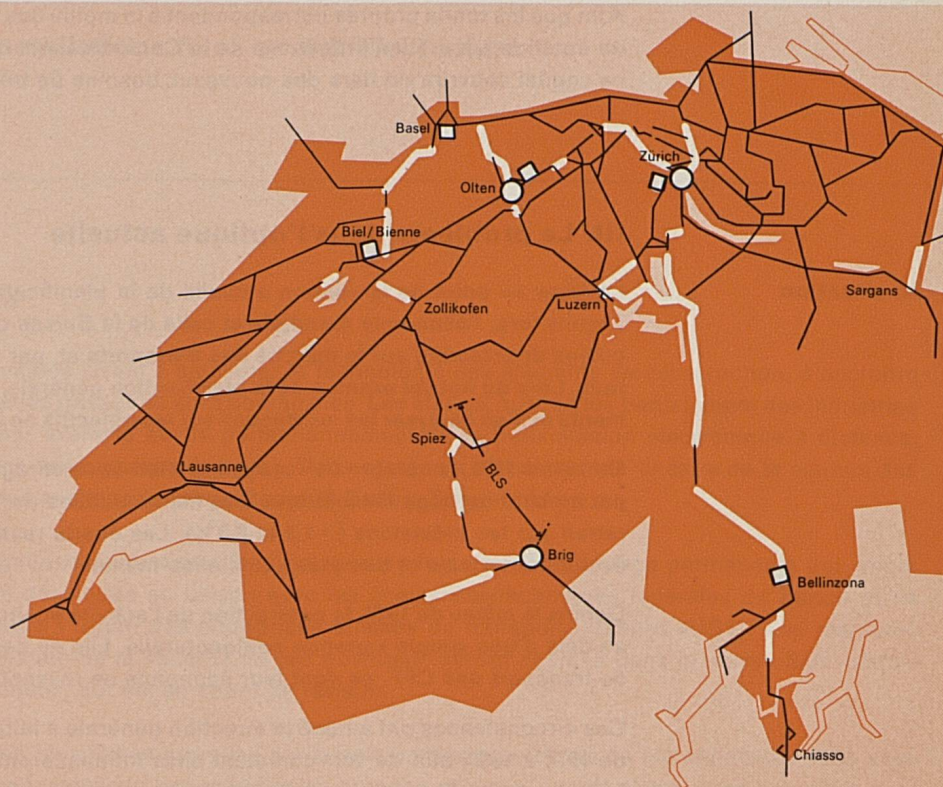 Basel
Zürich
Olten
Biel/Bienne
Sargans
Zollikofen
Luzern
Spiez
Lausanne
BLS
Brig
Bellinzona
Chiasso